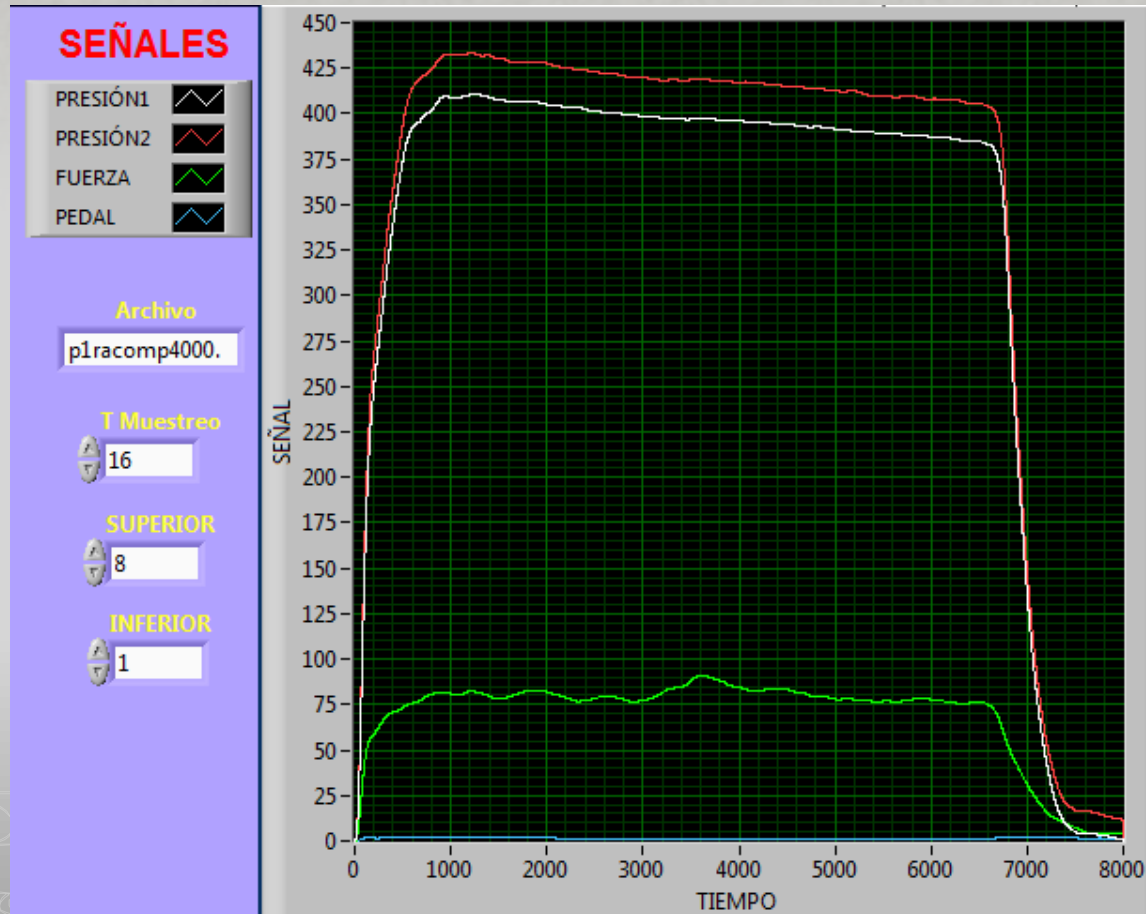 SEÑALES
PRESIÓN1
PRESIÓN2
FUERZA
PEDAL
Archivo
p1racomp4000.
T Muestreo
16
SUPERIOR
8
INFERIOR
1
SEÑAL
450
425
400
375
350
325
300
275
250
225
200
175
150
125
100
75
50
25
0
0 1000 2000 3000 4000 5000 6000 7000 8000
TIEMPO